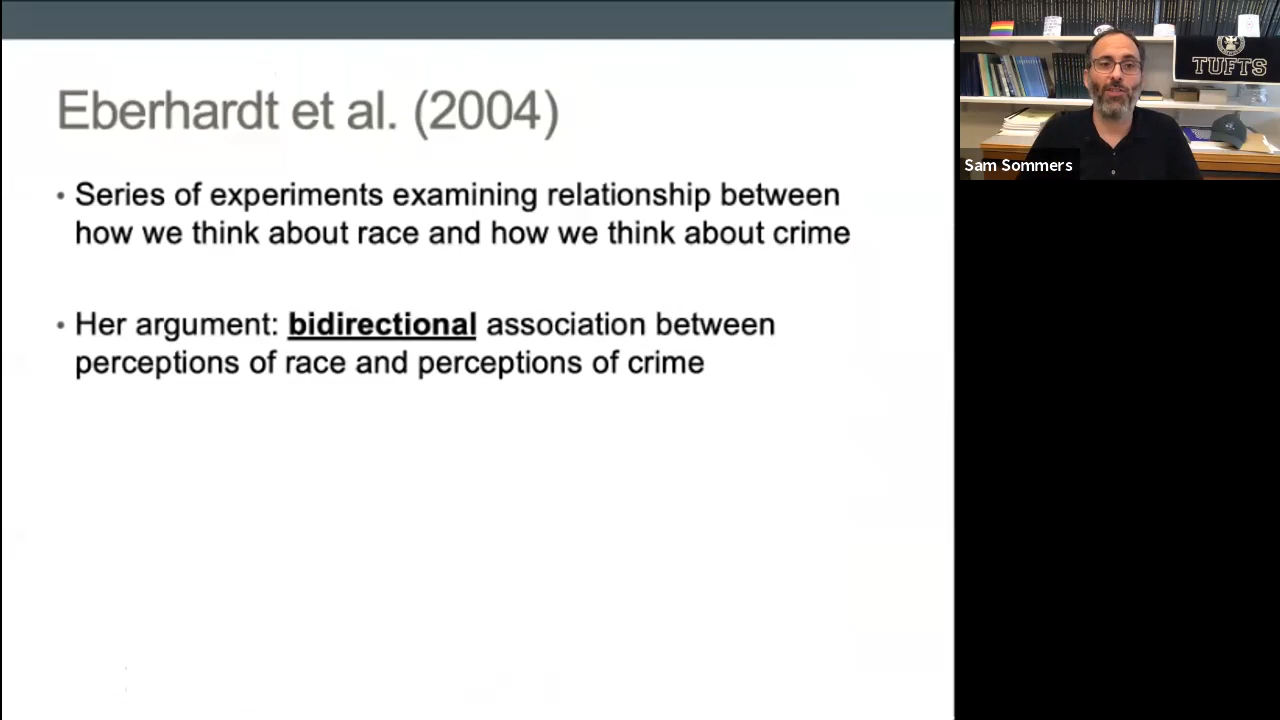 Eberhardt et al. (2004)
• Series of experiments examining relationship between
how we think about race and how we think about crime
• Her argument: bidirectional association between
perceptions of race and perceptions of crime
TUFTS
Sam Sommers